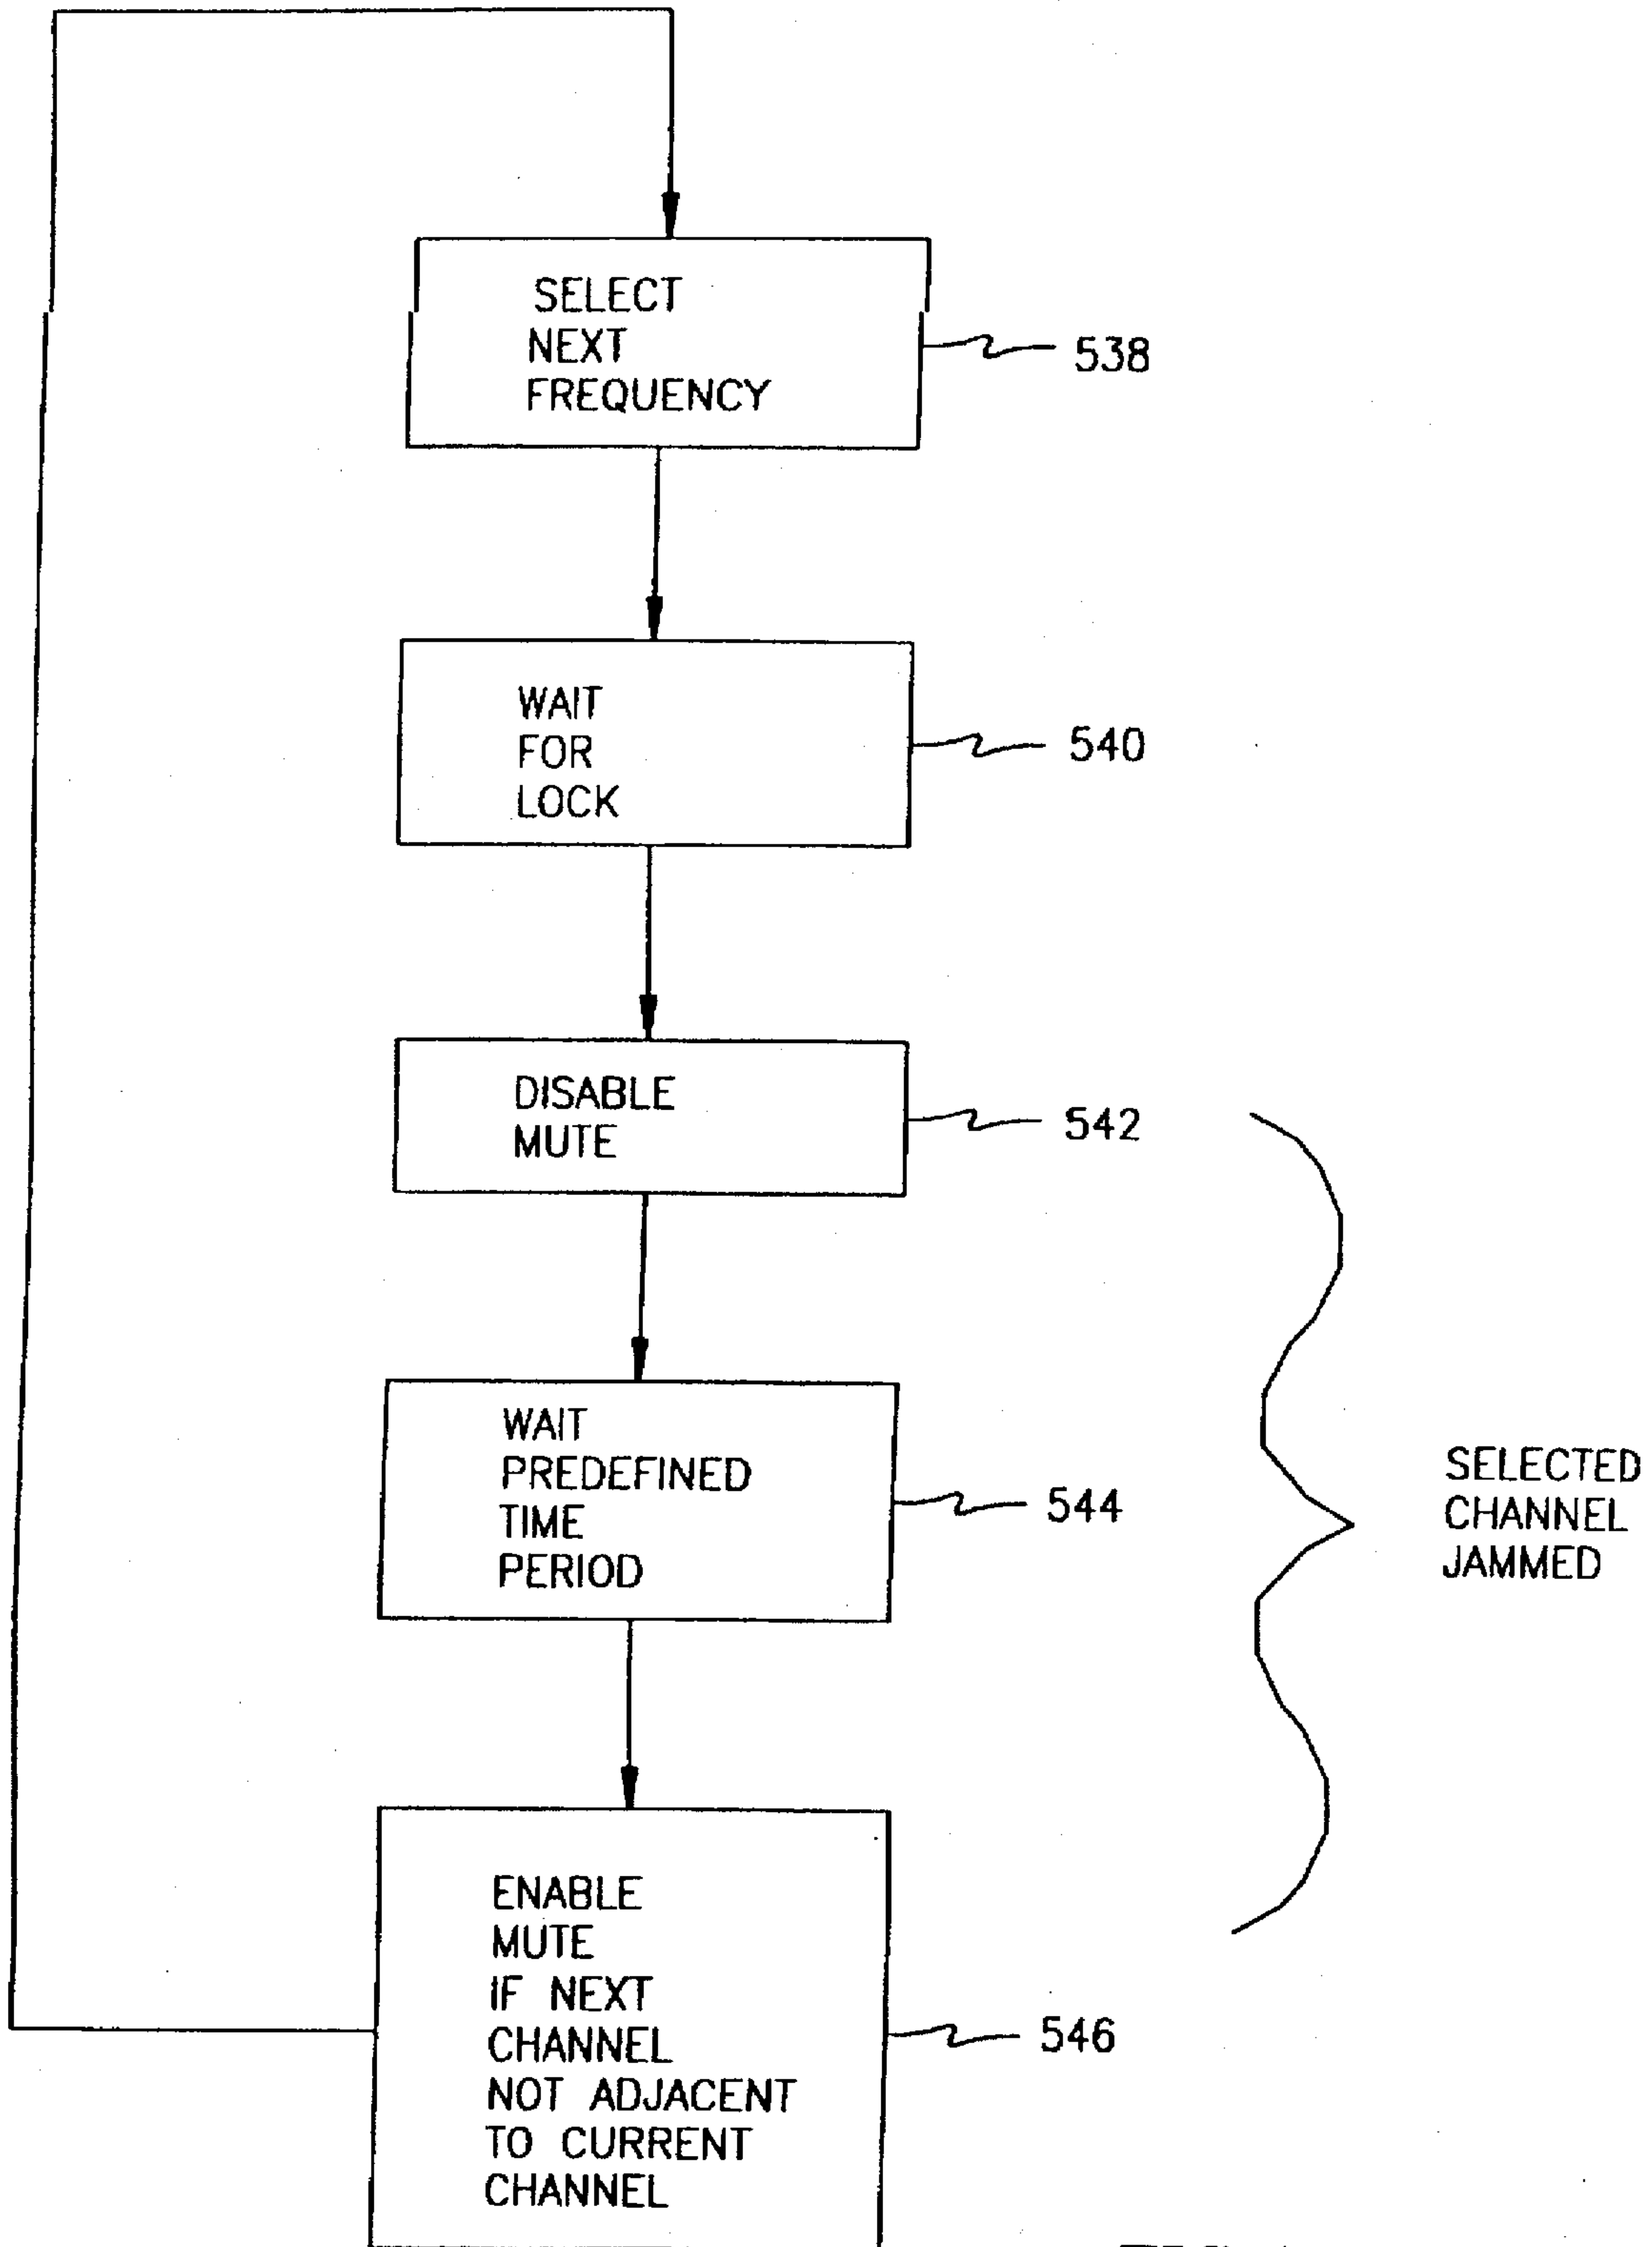 SELECT
NEXT
FREQUENCY
538
WAIT
FOR
LOCK
540
DISABLE
MUTE
542
WAIT
PREDEFINED
TIME
PERIOD
544
SELECTED
CHANNEL
JAMMED
ENABLE
MUTE
IF NEXT
CHANNEL
NOT ADJACENT
TO CURRENT
CHANNEL
546